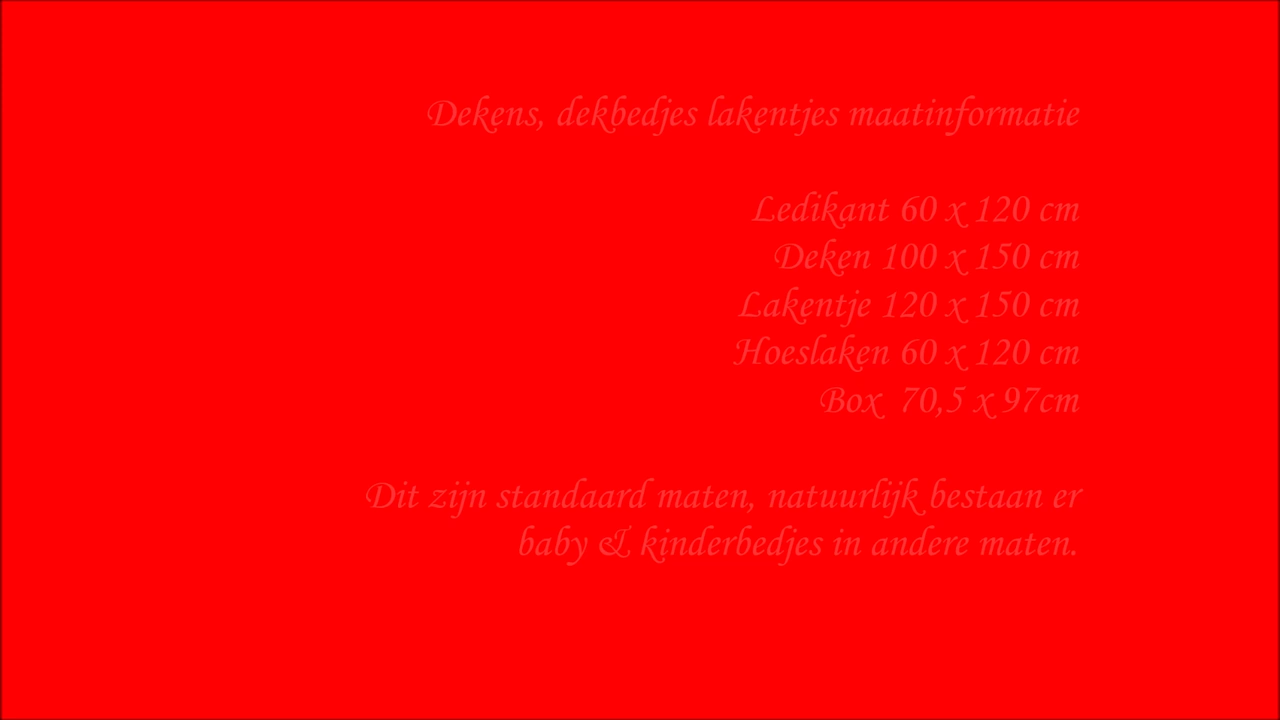 Dekens, dekbedjes lakentjes maatinformatie
Ledikant 60 x 120 cm
Deken 100 x 150 cm
Lakentje 120 x 150 cm
Hoeslaken 60 x 120 cm
Box  70,5 x 97cm
Dit zijn standaard maten, natuurlijk bestaan er
baby & kinderbedjes in andere maten.